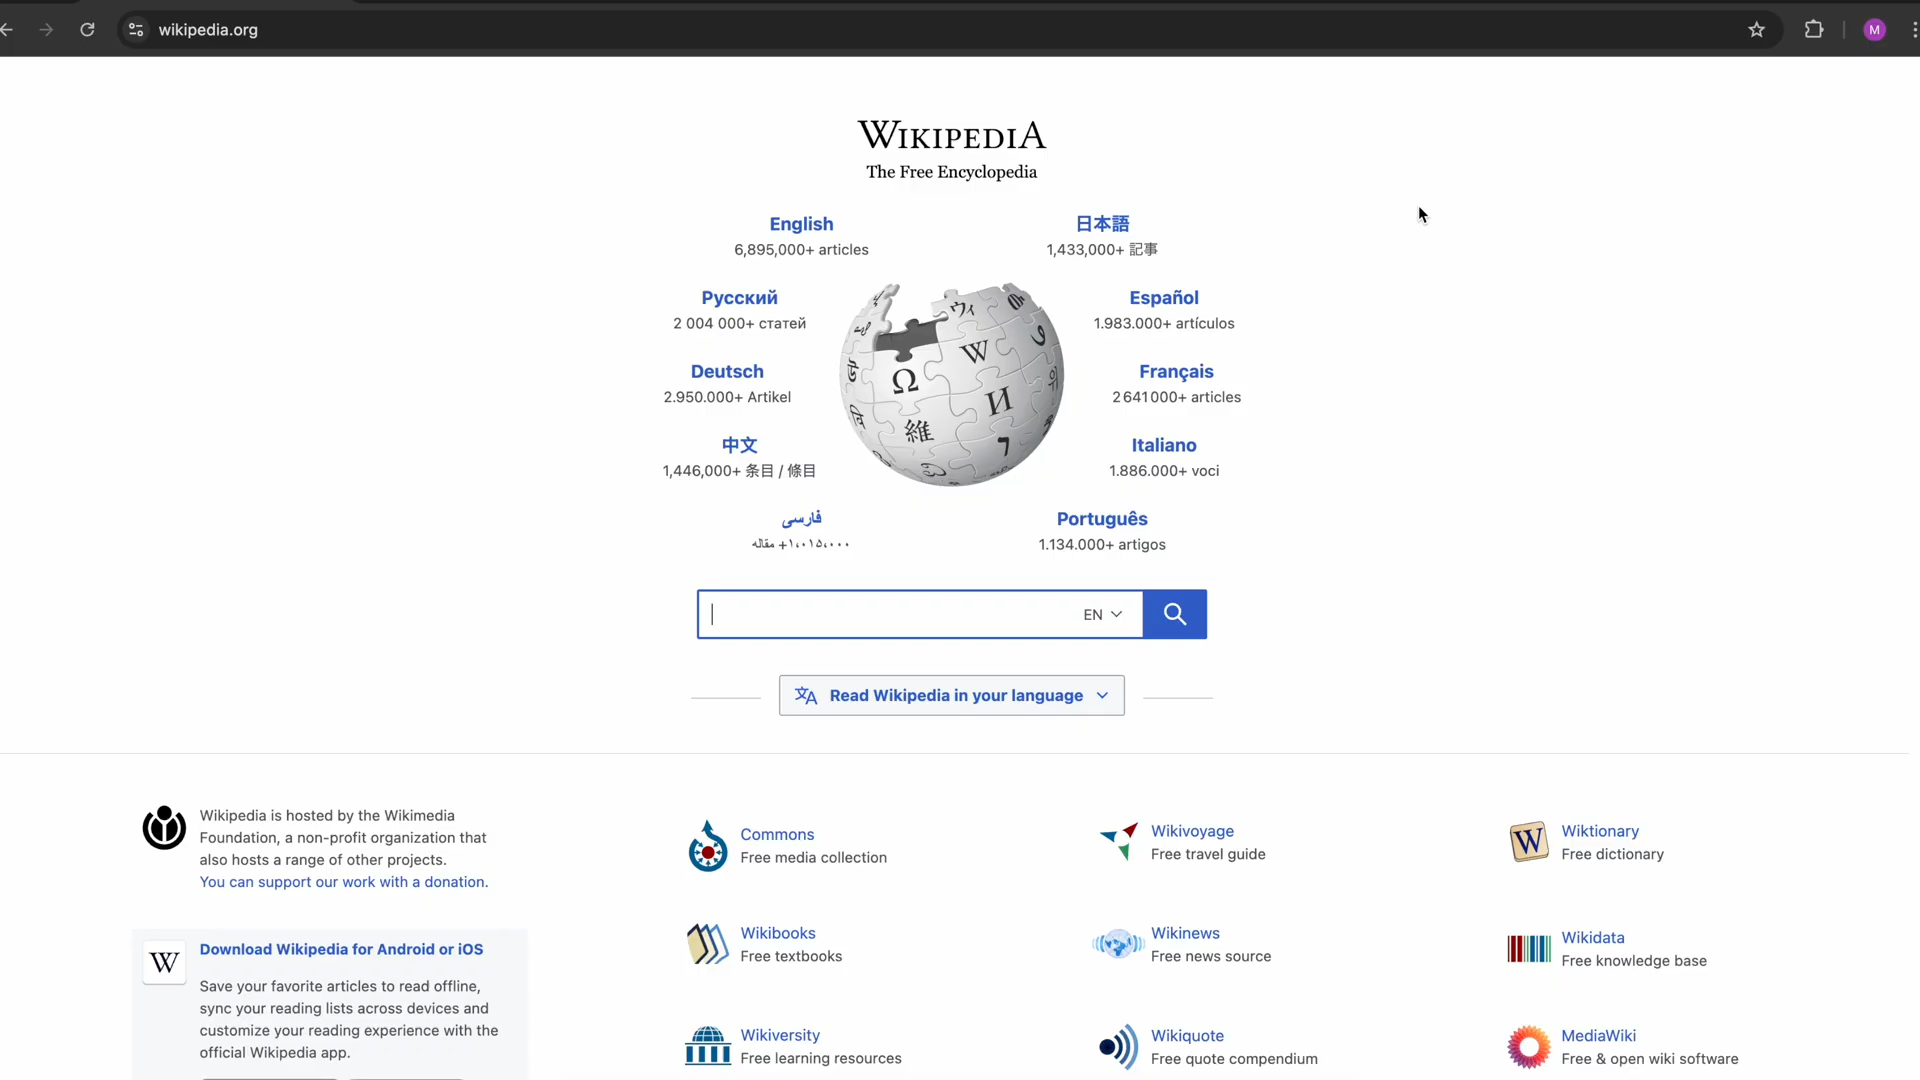 wikipedia.org
M
WIKIPEDIA
The Free Encyclopedia
English
6,895,000+ articles
日本語
1,433,000+ 記事
Русский
2 004 000+ статей
Español
1.983.000+ artículos
Deutsch
2.950.000+ Artikel
Français
2 641 000+ articles
中文
1,446,000+ 条目 / 條目
Italiano
1.886.000+ voci
فارسی
۱٬۰۱۵٬۰۰۰+ مقاله
Português
1.134.000+ artigos
Ω
W
И
維
ウィ
EN
Read Wikipedia in your language
Wikipedia is hosted by the Wikimedia
Foundation, a non-profit organization that
also hosts a range of other projects.
You can support our work with a donation.
W
Download Wikipedia for Android or iOS
Save your favorite articles to read offline,
sync your reading lists across devices and
customize your reading experience with the
official Wikipedia app.
Commons
Free media collection
Wikivoyage
Free travel guide
W
Wiktionary
Free dictionary
Wikibooks
Free textbooks
Wikinews
Free news source
Wikidata
Free knowledge base
Wikiversity
Free learning resources
Wikiquote
Free quote compendium
MediaWiki
Free & open wiki software